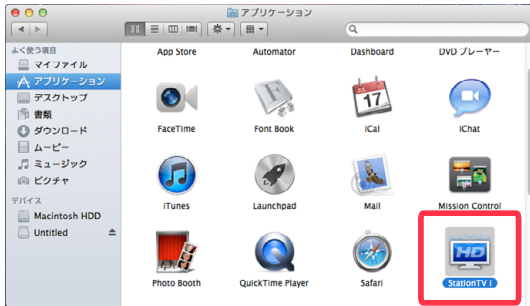 アプリケーション
よく使う項目
マイファイル
アプリケーション
デスクトップ
書類
ダウンロード
ムービー
ミュージック
ピクチャ
デバイス
Macintosh HDD
Untitled
App Store
Automator
Dashboard
DVD プレーヤー
FaceTime
Font Book
17
iCal
iChat
iTunes
Launchpad
Mail
Mission Control
HD
Photo Booth
QuickTime Player
Safari
StationTV i